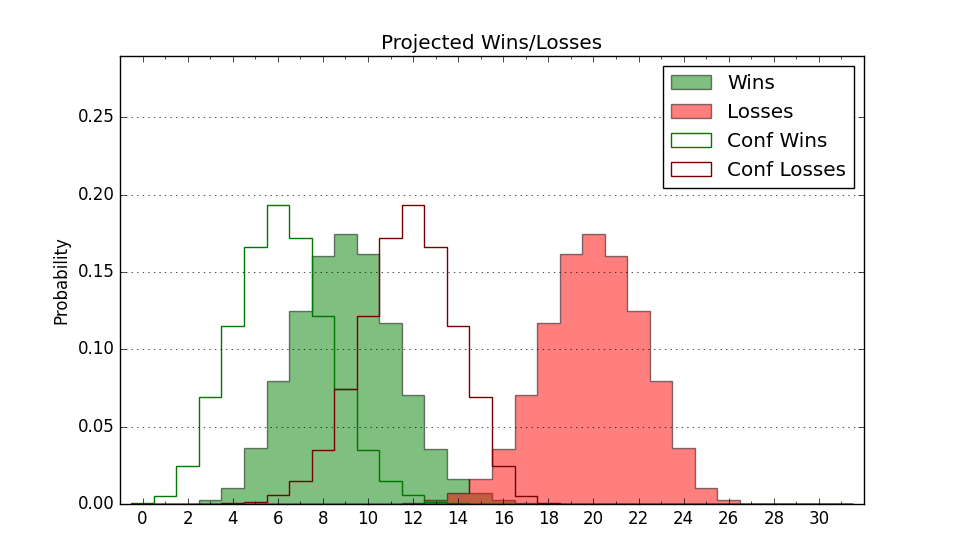 Projected Wins/Losses
Wins
Losses
Conf Wins
Conf Losses
Probability
0.25
0.20
0.15
0.10
0.05
0.00
0 2 4 6 8 10 12 14 16 18 20 22 24 26 28 30